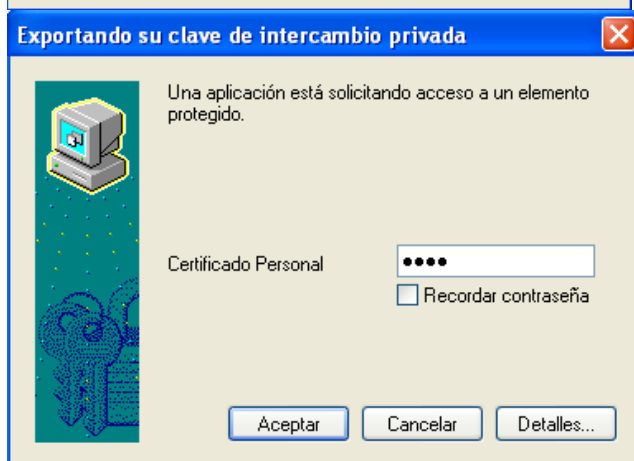 Exportando su clave de intercambio privada
Una aplicación está solicitando acceso a un elemento
protegido.
Certificado Personal
●●●●
Recordar contraseña
Aceptar Cancelar Detalles...